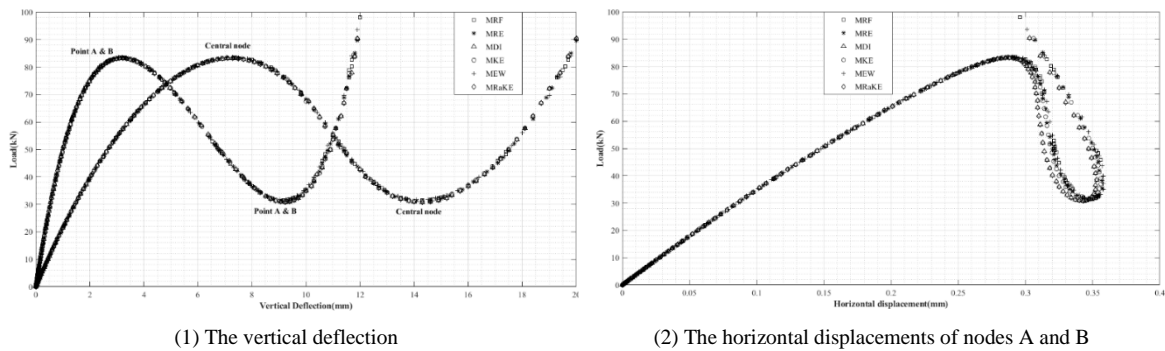 100
90
80
70
60
50
40
30
20
10
0
Load(kN)
Point A & B
Central node
Point A & B
Central node
MRF
MRE
MDI
MKE
MEW
MRaKE
0 2 4 6 8 10 12 14 16 18 20
Vertical Deflection(mm)
(1) The vertical deflection
100
90
80
70
60
50
40
30
20
10
0
Load(kN)
MRF
MRE
MDI
MKE
MEW
MRaKE
0 0.05 0.1 0.15 0.2 0.25 0.3 0.35 0.4
Horizontal displacement(mm)
(2) The horizontal displacements of nodes A and B